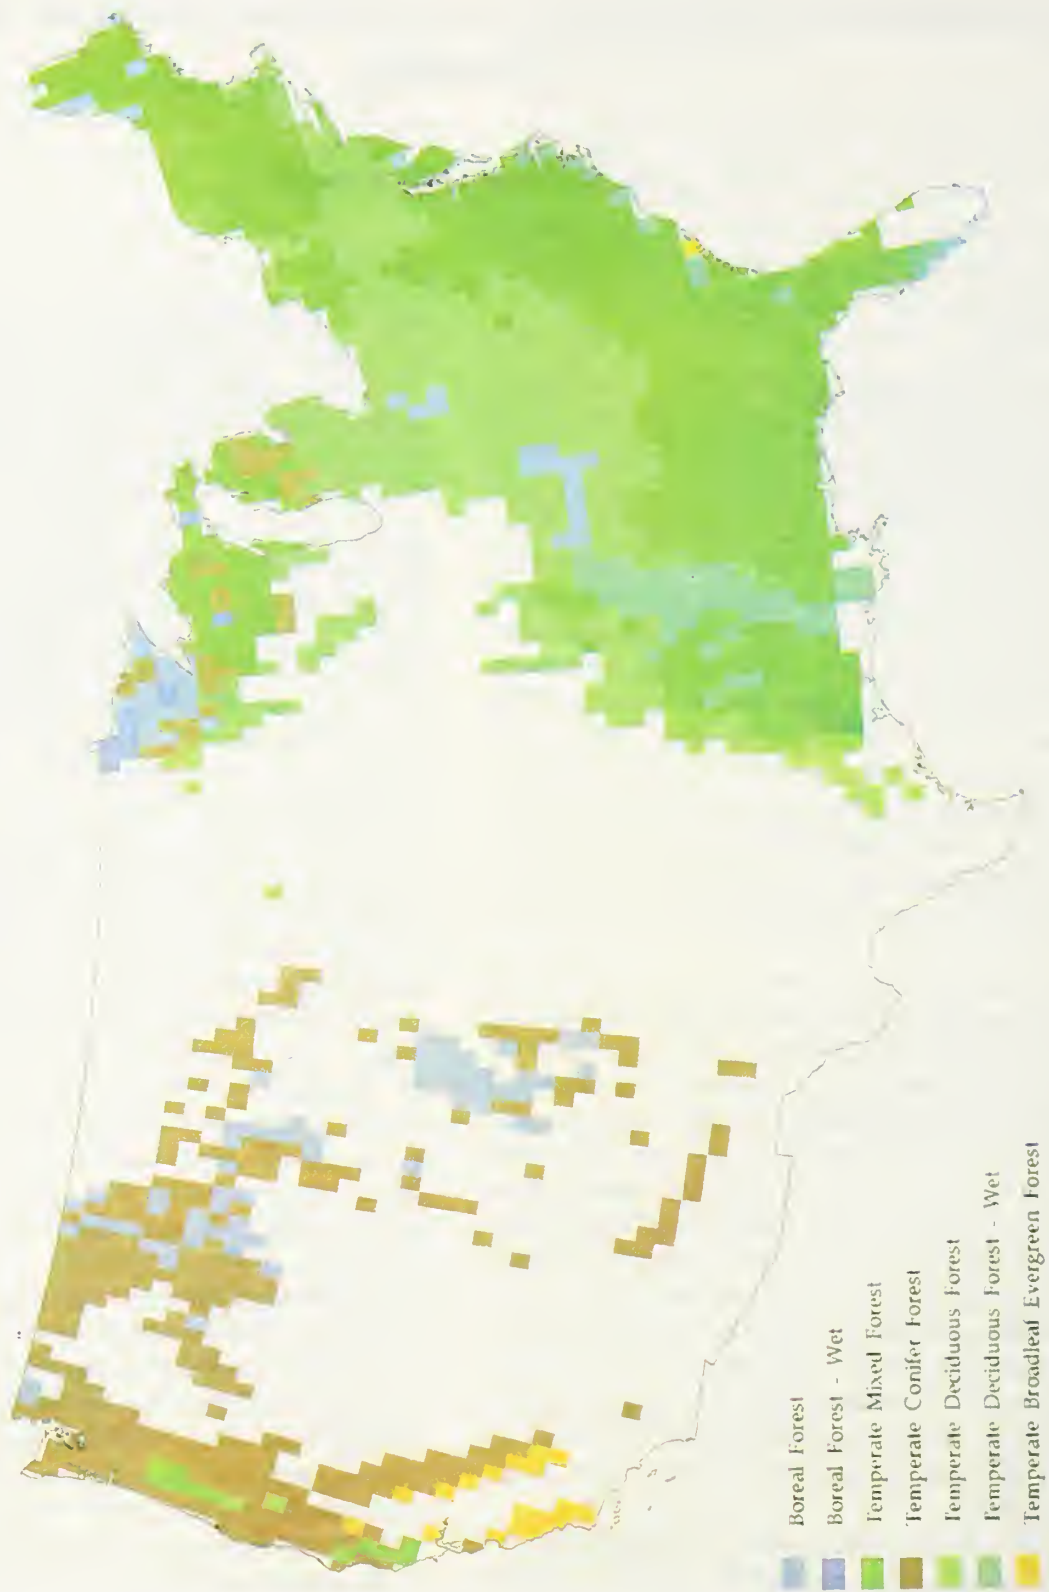 Boreal Forest
Boreal Forest - Wet
Temperate Mixed Forest
Temperate Conifer Forest
Temperate Deciduous Forest
Temperate Deciduous Forest - Wet
Temperate Broadleaf Evergreen Forest